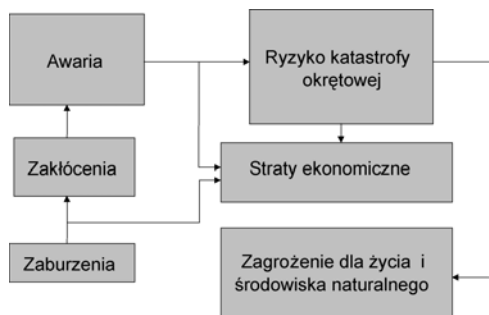 Awaria
Ryzyko katastrofy
okrętowej
Zakłócenia
Straty ekonomiczne
Zaburzenia
Zagrożenie dla życia i
środowiska naturalnego